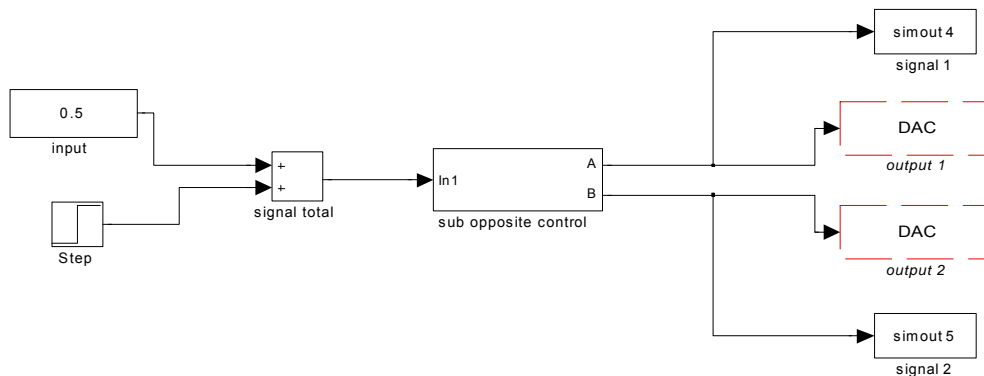 simout 4
signal 1
0.5
input
DAC
output 1
+
+
signal total
In1
A
B
sub opposite control
Step
DAC
output 2
simout 5
signal 2